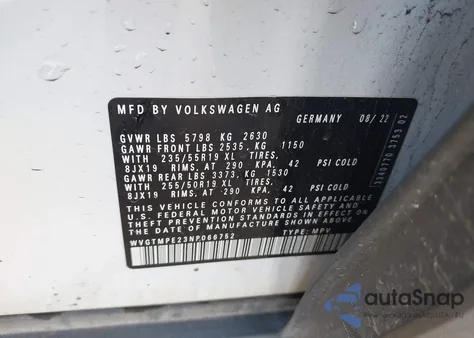 MFD BY VOLKSWAGEN AG
GERMANY 08/22
GVWR LBS 5798 KG 2630
GAWR FRONT LBS 2535, KG 1150
WITH 235/55R19 XL TIRES,
8JX19 RIMS, AT 290 KPA, 42 PSI COLD
GAWR REAR LBS 3373, KG 1530
WITH 255/50R19 XL TIRES,
8JX19 RIMS, AT 290 KPA, 42 PSI COLD
THIS VEHICLE CONFORMS TO ALL APPLICABLE
FEDERAL MOTOR VEHICLE SAFETY AND
THEFT PREVENTION STANDARDS IN EFFECT ON
DATE OF MANUFACTURE SHOWN ABOVE.
WVGTMPE23NP066752 TYPE: MPV
autoSnap